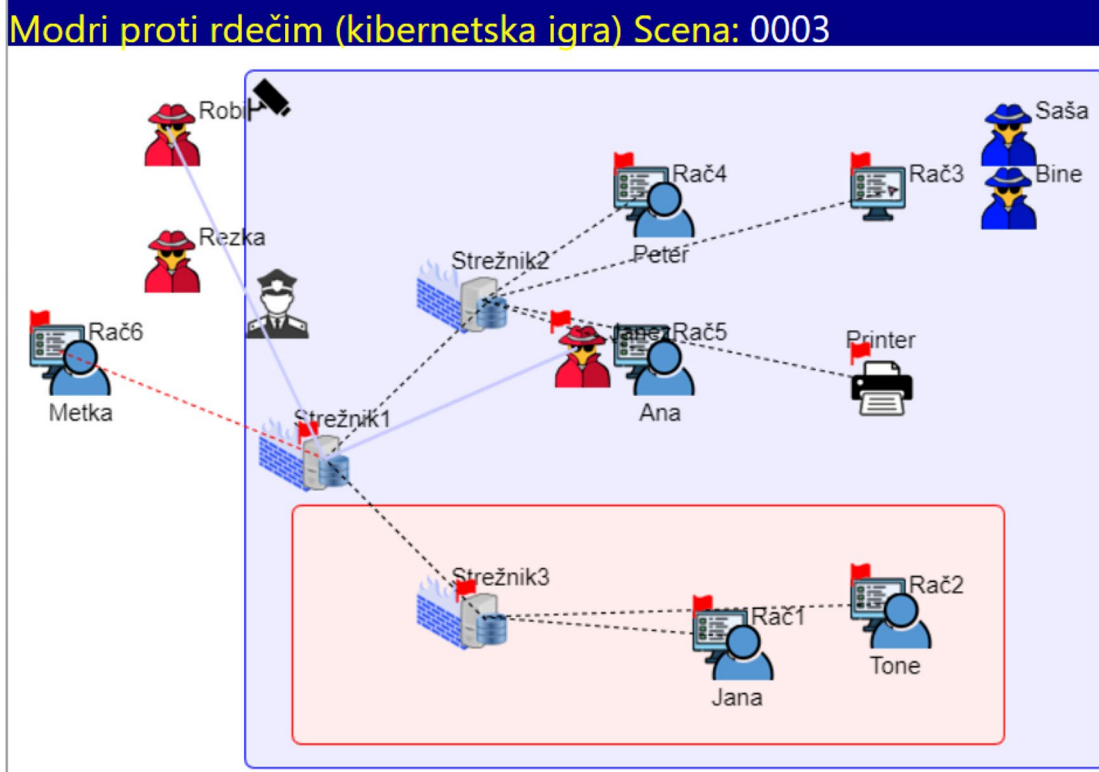 Modri proti rdečim (kibernetska igra) Scena: 0003
Robi
Saša
Rač4
Rač3
Bine
Rezka
Peter
Strežnik2
Rač6
Janez
Rač5
Printer
Metka
Ana
Strežnik1
Strežnik3
Rač2
Rač1
Tone
Jana